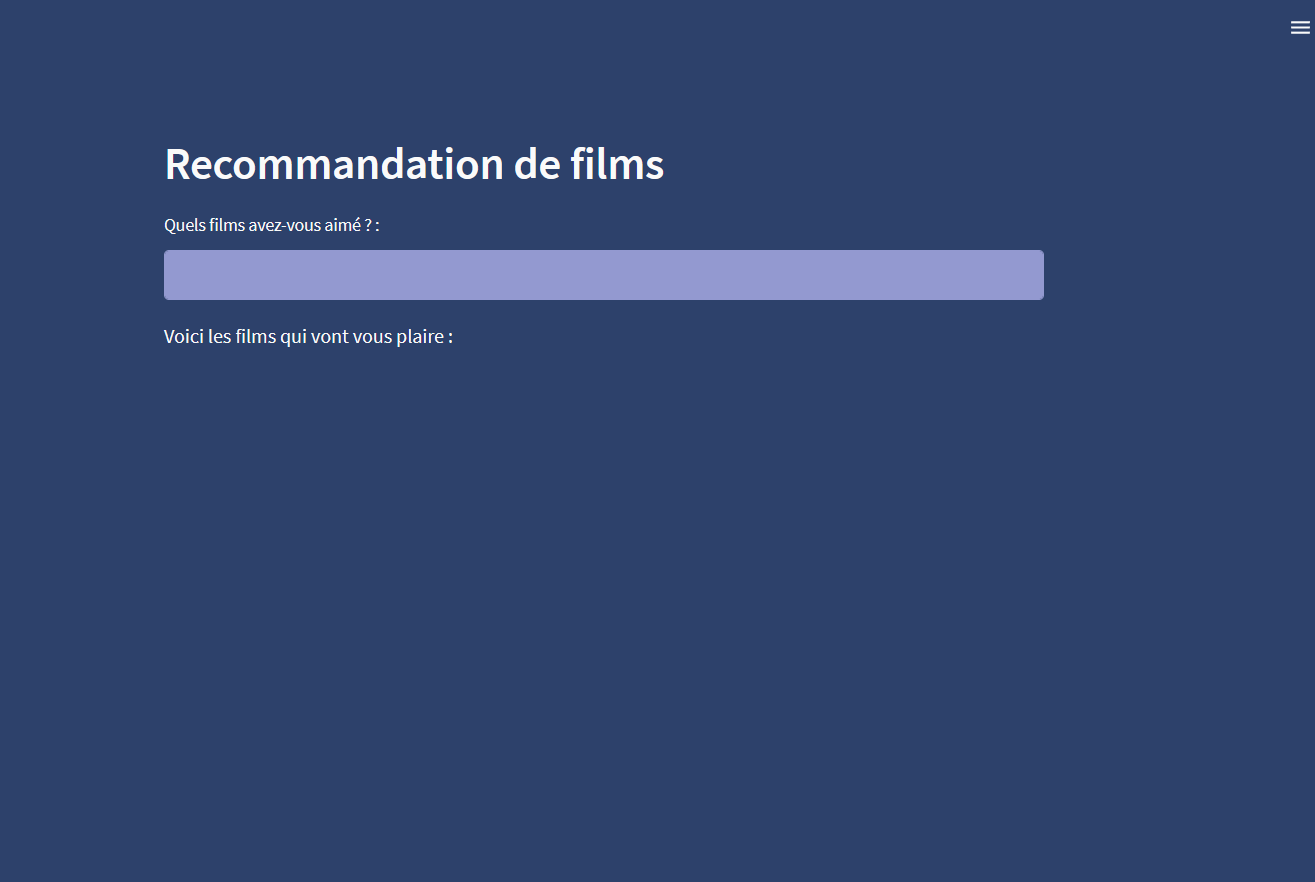 Recommandation de films
Quels films avez-vous aimé ? :
Voici les films qui vont vous plaire :